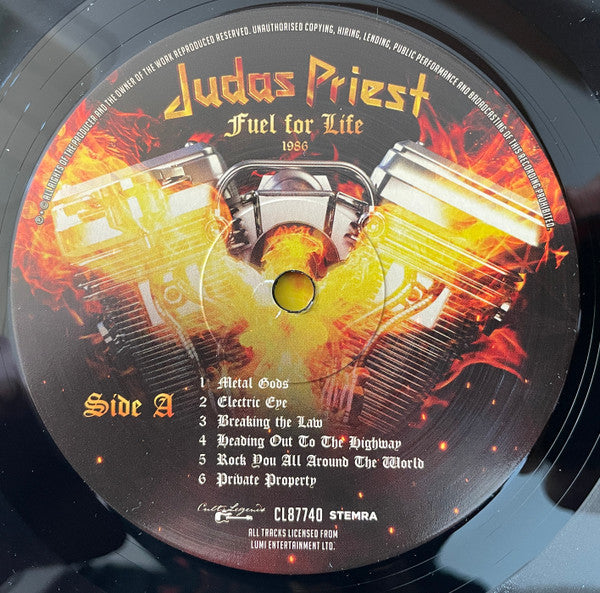 ℗ & © ALL RIGHTS OF THE PRODUCER AND THE OWNER OF THE WORK REPRODUCED RESERVED. UNAUTHORISED COPYING, HIRING, LENDING, PUBLIC PERFORMANCE AND BROADCASTING OF THIS RECORDING PROHIBITED.
Judas Priest
Fuel for Life
1986
Side A
1 Metal Gods
2 Electric Eye
3 Breaking the Law
4 Heading Out To The Highway
5 Rock You All Around The World
6 Private Property
Cult Legends CL87740 STEMRA
ALL TRACKS LICENSED FROM
LUMI ENTERTAINMENT LTD.